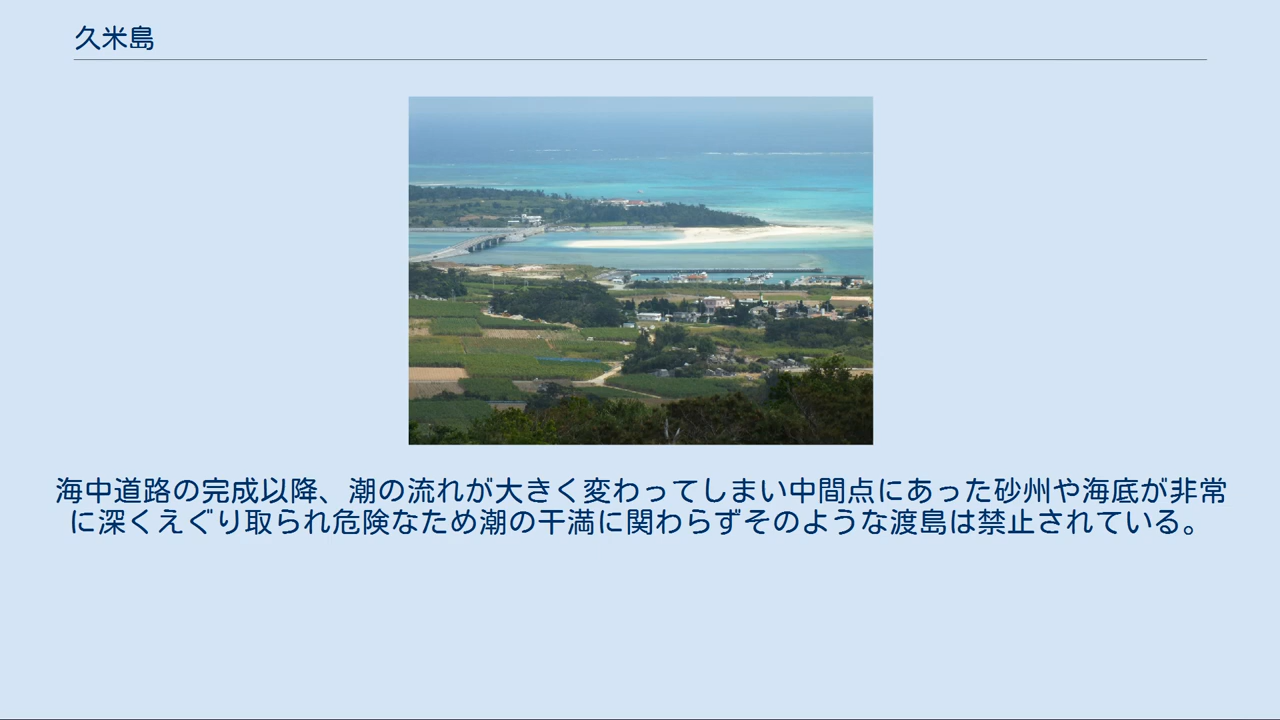 久米島
海中道路の完成以降、潮の流れが大きく変わってしまい中間点にあった砂州や海底が非常
に深くえぐり取られ危険なため潮の干満に関わらずそのような渡島は禁止されている。